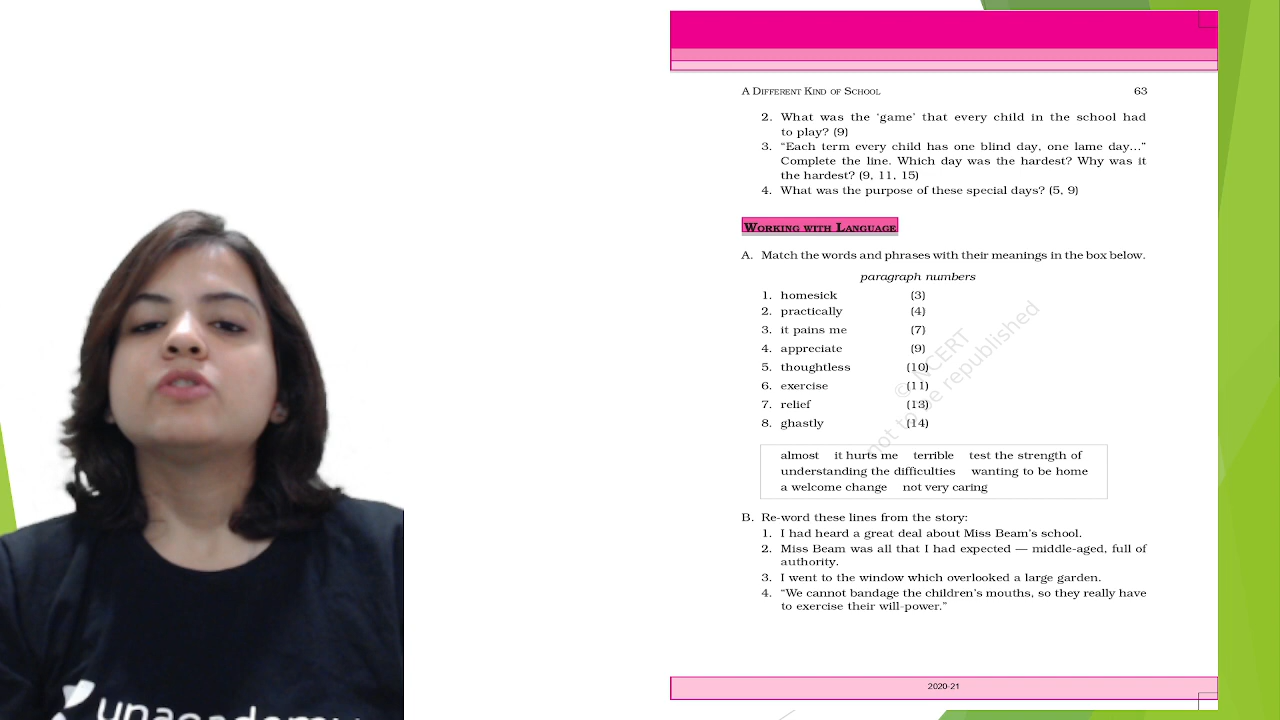 A Different Kind of School 63
2. What was the 'game' that every child in the school had
to play? (9)
3. "Each term every child has one blind day, one lame day..."
Complete the line. Which day was the hardest? Why was it
the hardest? (9, 11, 15)
4. What was the purpose of these special days? (5, 9)
Working with Language
A. Match the words and phrases with their meanings in the box below.
paragraph numbers
1. homesick (3)
2. practically (4)
3. it pains me (7)
4. appreciate (9)
5. thoughtless (10)
6. exercise (11)
7. relief (13)
8. ghastly (14)
© NCERT
not to be republished
almost it hurts me terrible test the strength of
understanding the difficulties wanting to be home
a welcome change not very caring
B. Re-word these lines from the story:
1. I had heard a great deal about Miss Beam's school.
2. Miss Beam was all that I had expected — middle-aged, full of
authority.
3. I went to the window which overlooked a large garden.
4. "We cannot bandage the children's mouths, so they really have
to exercise their will-power."
2020-21